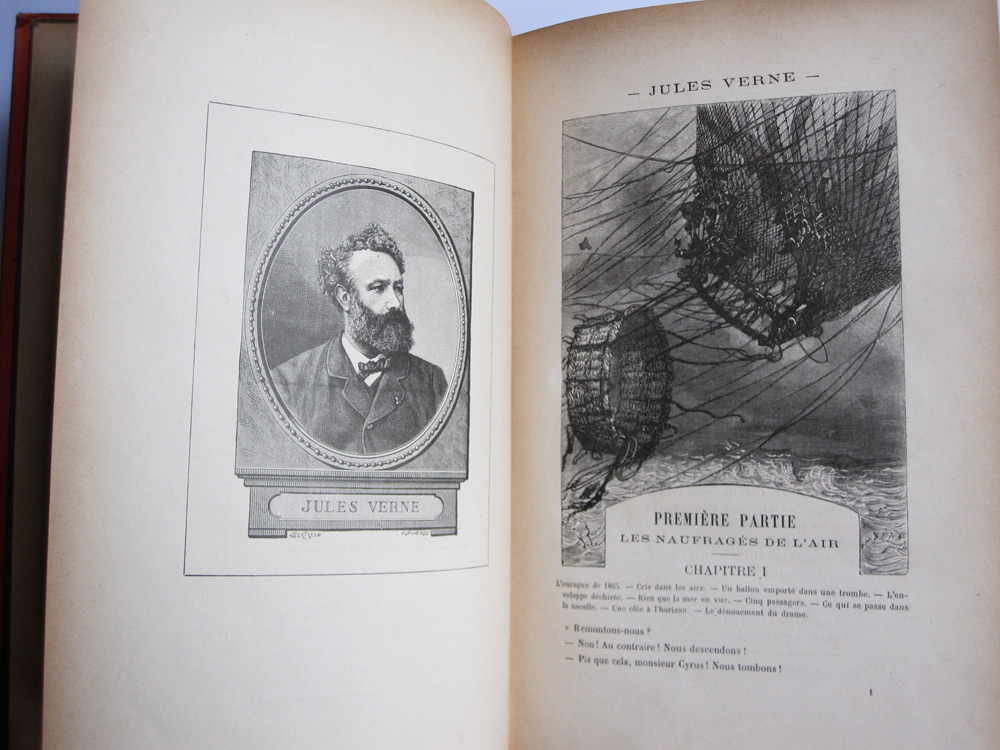 JULES VERNE
— JULES VERNE —
PREMIÈRE PARTIE
LES NAUFRAGÉS DE L'AIR
CHAPITRE I
L'ouragan de 1865. — Cris dans les airs. — Un ballon emporté dans une trombe. — L'en-
veloppe déchirée. — Rien que la mer en vue. — Cinq passagers. — Ce qui se passe dans
la nacelle. — Une côte à l'horizon. — Le dénouement du drame.
« Remontons-nous ?
— Non ! Au contraire ! Nous descendons !
— Pis que cela, monsieur Cyrus ! Nous tombons !
1